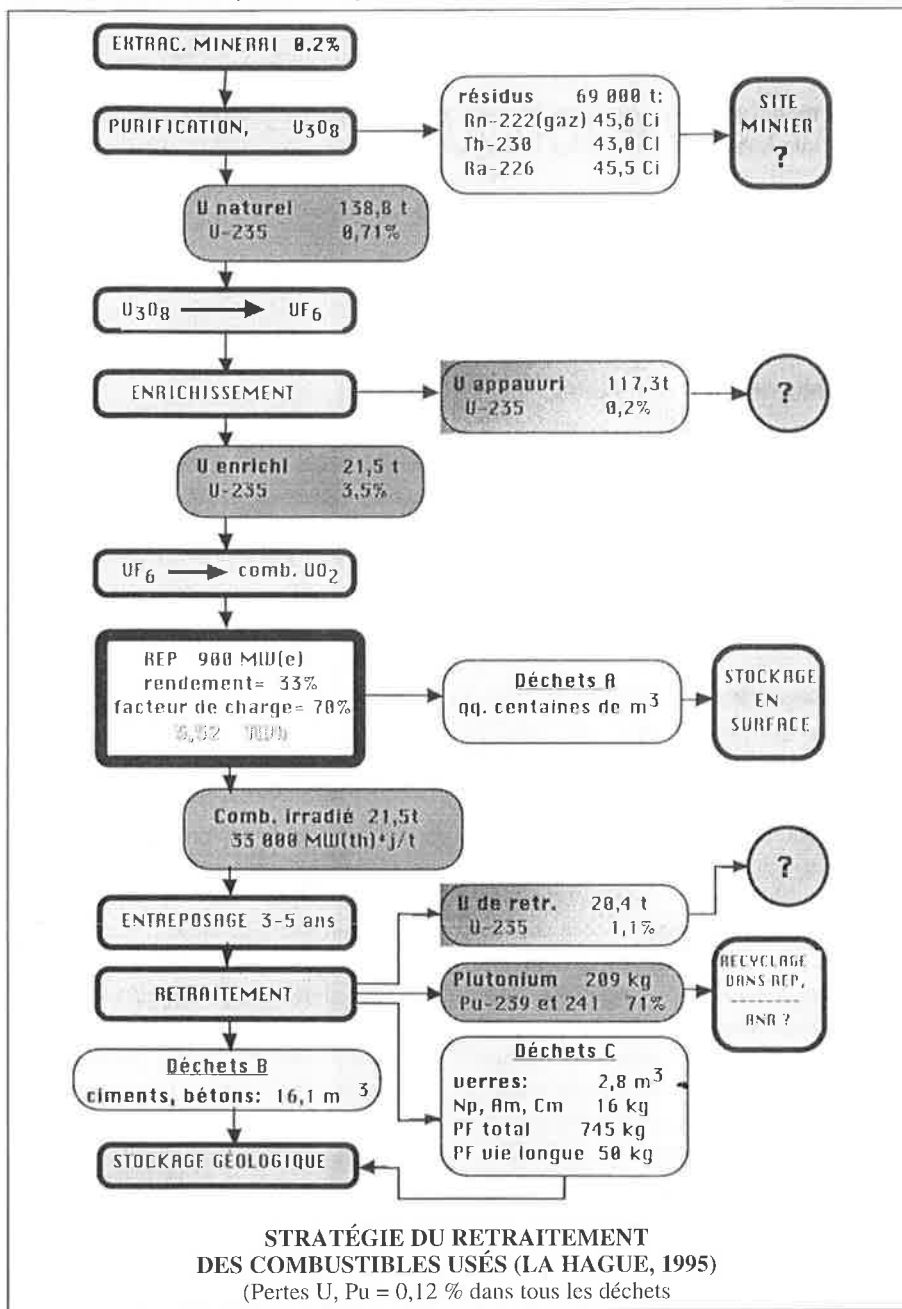 EXTRAC. MINERAI 0.2%
PURIFICATION, U3O8
résidus 69 000 t:
Rn-222(gaz) 45,6 Ci
Th-230 43,0 CI
Ra-226 45,5 Ci
SITE
MINIER
?
U naturel 138,8 t
U-235 0,71%
U3O8 → UF6
ENRICHISSEMENT
U appauvri 117,3t
U-235 0,2%
?
U enrichi 21,5 t
U-235 3,5%
UF6 → comb. UO2
REP 900 MW(e)
rendement= 33%
facteur de charge= 70%
5,52 TWh
Déchets A
qq. centaines de m3
STOCKAGE
EN
SURFACE
Comb. irradié 21,5t
33 000 MW(th)*j/t
?
ENTREPOSAGE 3-5 ans
U de retr. 20,4 t
U-235 1,1%
RETRAITEMENT
Plutonium 209 kg
Pu-239 et 241 71%
RECYCLAGE
DANS REP,
--------
RNR ?
Déchets B
ciments, bétons: 16,1 m 3
Déchets C
verres: 2,8 m3
Np, Am, Cm 16 kg
PF total 745 kg
PF vie longue 50 kg
STOCKAGE GÉOLOGIQUE
STRATÉGIE DU RETRAITEMENT
DES COMBUSTIBLES USÉS (LA HAGUE, 1995)
(Pertes U, Pu = 0,12 % dans tous les déchets